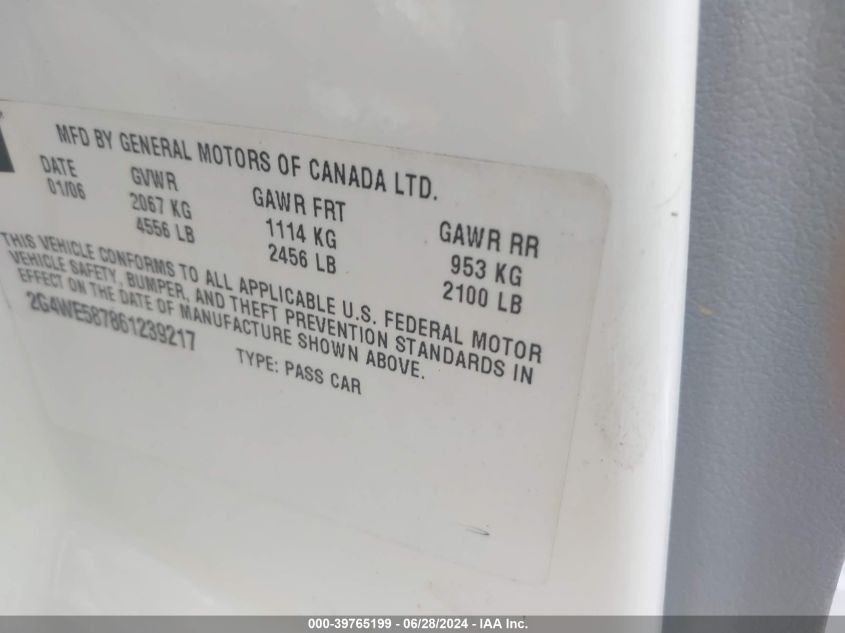 MFD BY GENERAL MOTORS OF CANADA LTD.
DATE GVWR GAWR FRT GAWR RR
01/06 2067 KG 1114 KG 953 KG
4556 LB 2456 LB 2100 LB
THIS VEHICLE CONFORMS TO ALL APPLICABLE U.S. FEDERAL MOTOR
VEHICLE SAFETY, BUMPER, AND THEFT PREVENTION STANDARDS IN
EFFECT ON THE DATE OF MANUFACTURE SHOWN ABOVE.
2G4WE587861239217 TYPE: PASS CAR
000-39765199 / 06/28/2024 - IAA Inc.